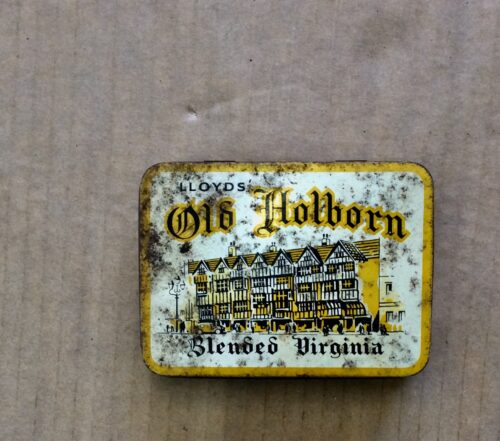 LLOYDS'
Old Holborn
Blended Virginia